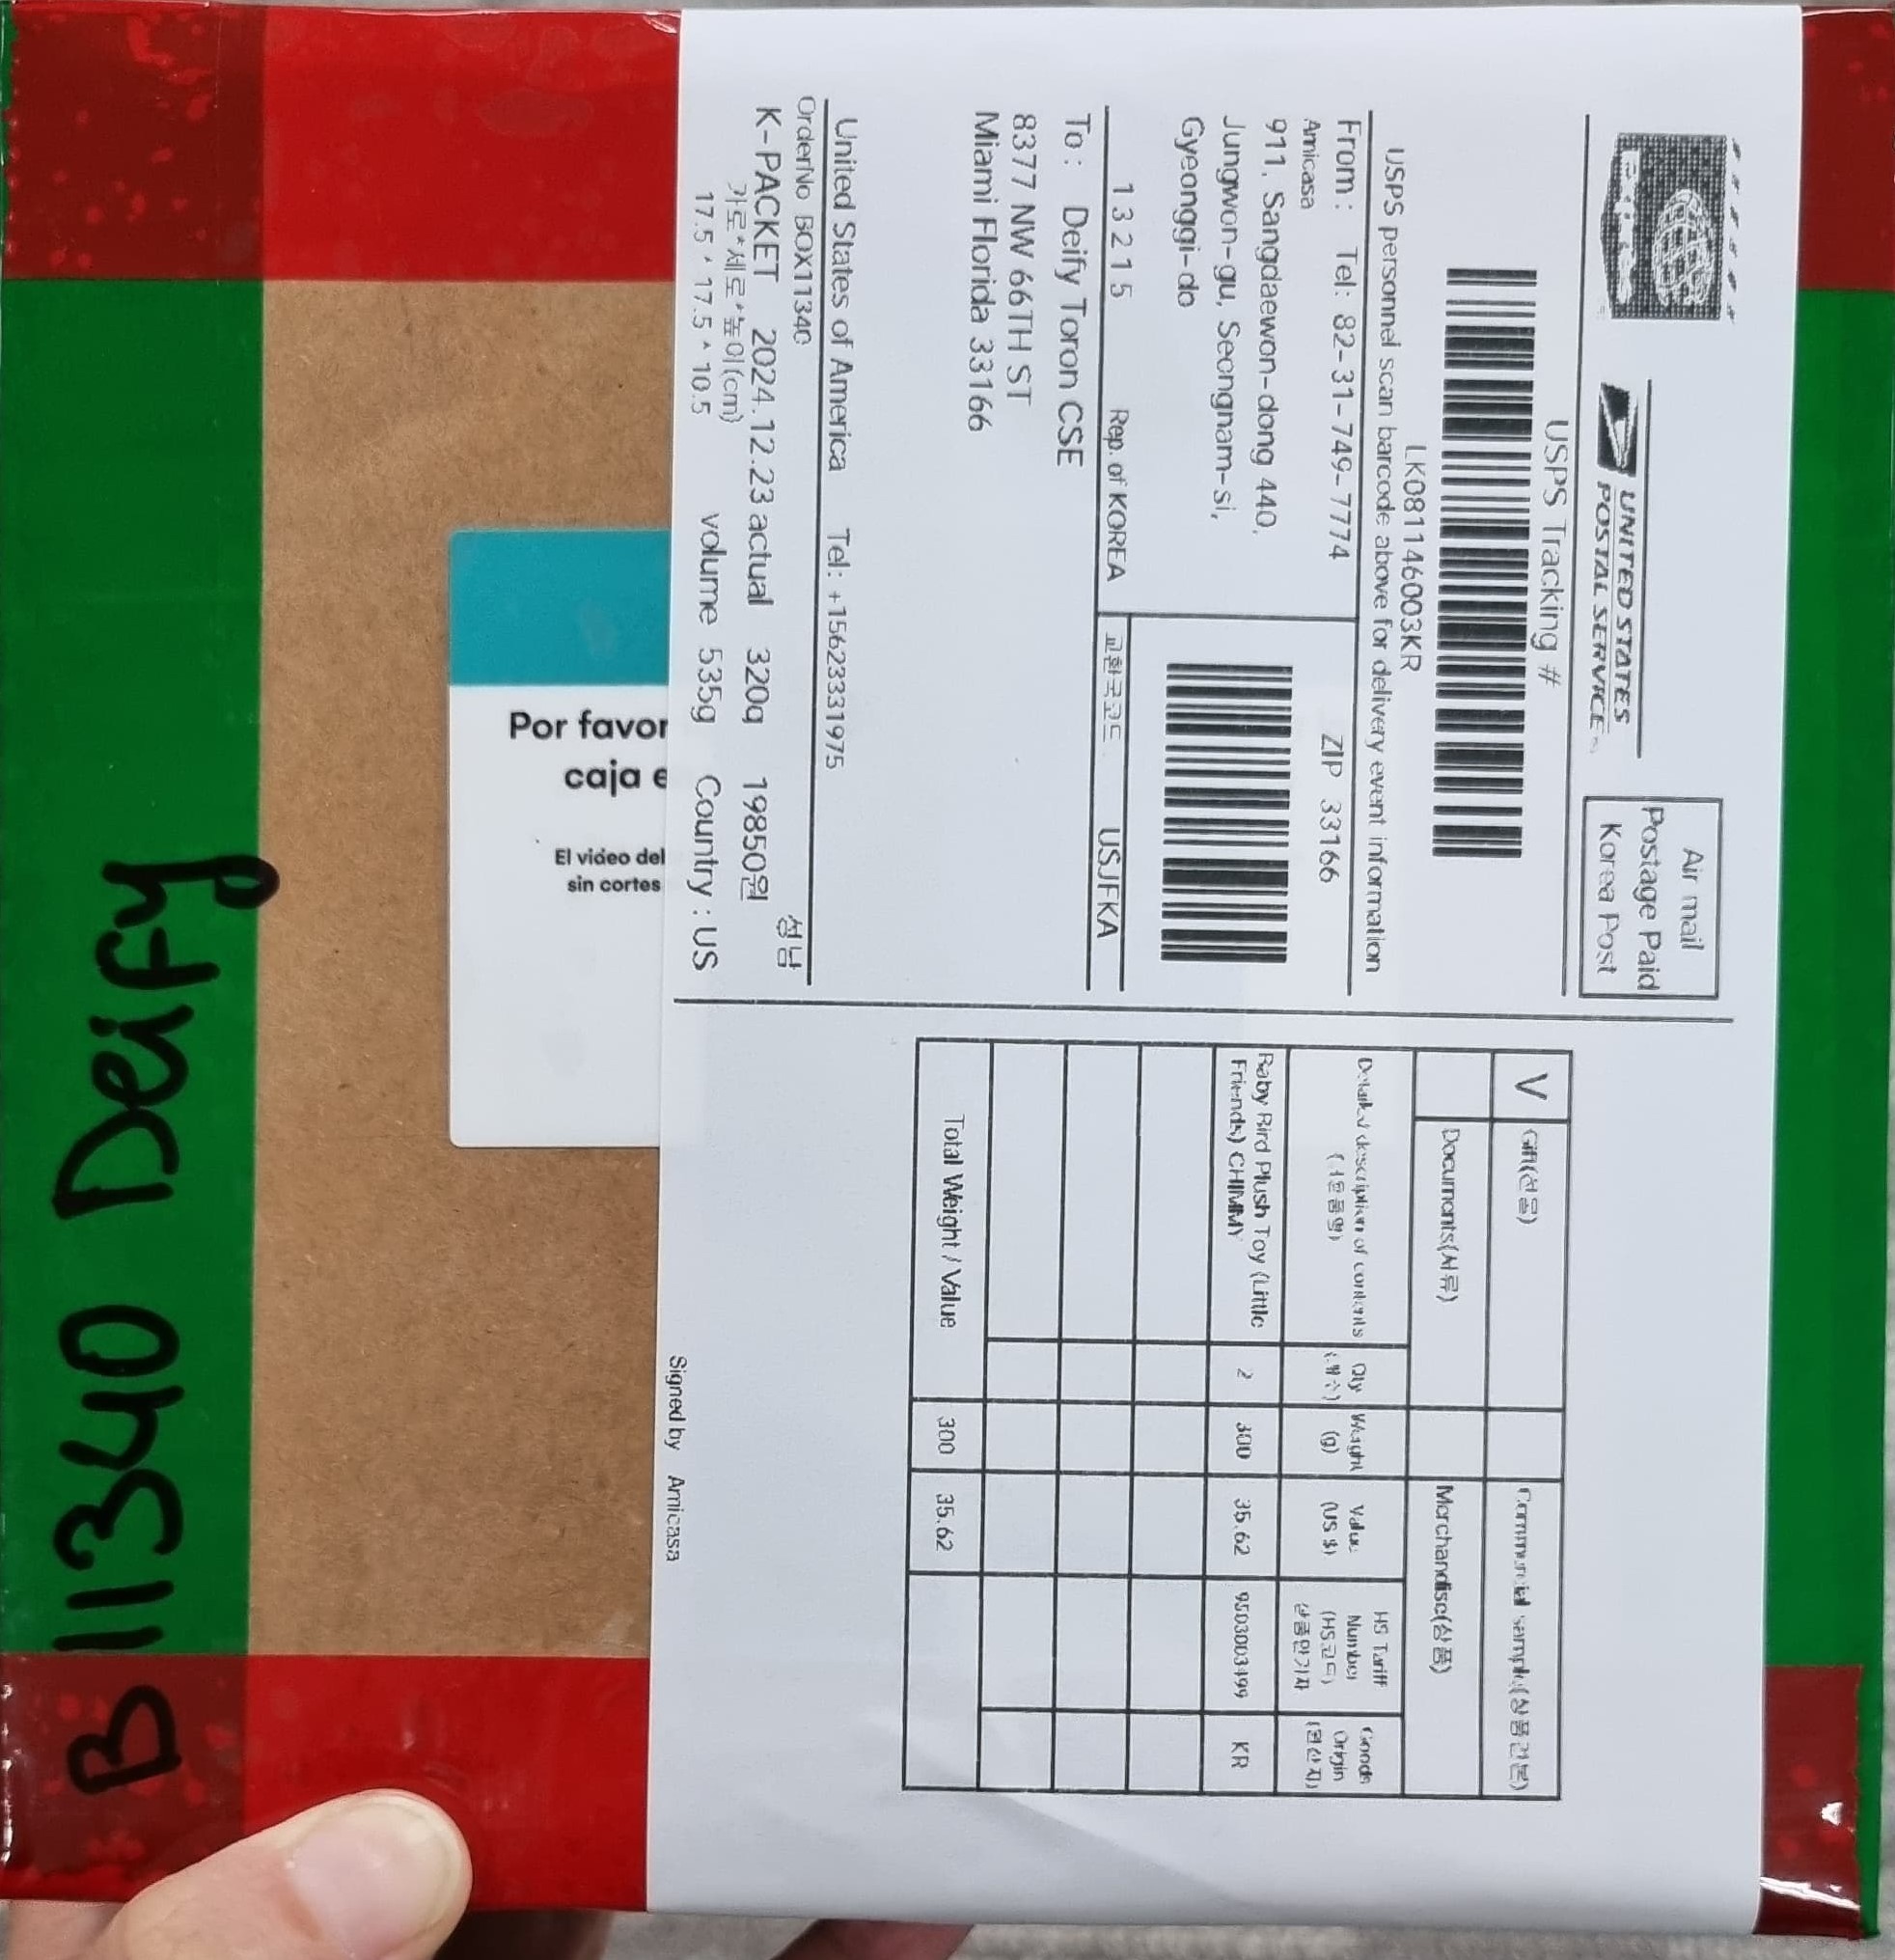 UNITED STATES
POSTAL SERVICE
Air mail
Postage Paid
Korea Post
USPS Tracking #
LK081146003KR
USPS personnel scan barcode above for delivery event information
From : Tel: 82-31-749-7774
Amicasa
911, Sangdaewon-dong 440,
Jungwon-gu, Seongnam-si,
Gyeonggi-do
ZIP 33166
13215 Rep. of KOREA
교환국코드 USJFKA
To : Deify Toron CSE
8377 NW 66TH ST
Miami Florida 33166
United States of America Tel: +15623331975
OrderNo BOX11340 성남
K-PACKET 2024.12.23 actual 320g 19850원
가로*세로*높이(cm)
17.5 * 17.5 * 10.5 volume 535g Country : US
V Gift(선물) Commercial sample(상품견본)
Documents(서류) Merchandise(상품)
Detailed description of contents Qty Weight (g) Value (US $) HS Tariff Number (HS코드) Goods Origin (원산지)
Baby Bird Plush Toy (Little
Friends) CHIMMY 2 300 35.62 9503003499 KR
Total Weight / Value 300 35.62
Signed by Amicasa
Por favor
caja e
El video del
sin cortes
B11340 Deify